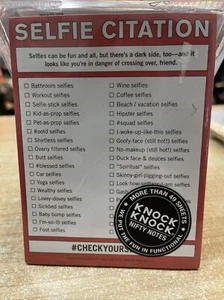 SELFIE CITATION
Selfies can be fun and all, but there's a dark side, too—and it
looks like you're in danger of crossing over, friend.
Bathroom selfies
Workout selfies
Selfie stick selfies
Kid-as-prop selfies
Pet-as-prop selfies
#ootd selfies
Shirtless selfies
Overly filtered selfies
Butt selfies
#blessed selfies
Car selfies
Yoga selfies
Wealthy selfies
Lovey-dovey selfies
Sickbed selfies
Baby bump selfies
I'm-so-@ selfies
Foot selfies
Wine selfies
Coffee selfies
Beach / vacation selfies
Hipster selfies
#squad selfies
I-woke-up-like-this selfies
Goofy-face (still hot!) selfies
No-makeup (still hot!) selfies
Duck face & deuces selfies
"Spiritual" selfies
Skinny-girl-pigging-out selfies
#CHECKYOURS
MORE THAN 49 SHEETS
KNOCK
KNOCK
NIFTY NOTES
WE PUT THE FUN IN FUNCTIONAL